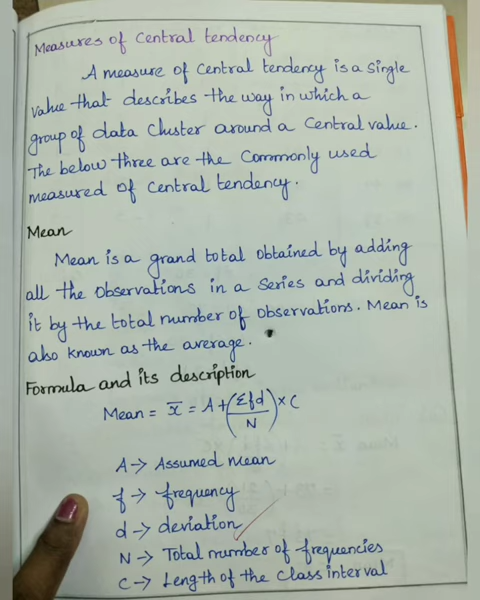 Measures of Central tendency
A measure of Central tendency is a single
value that describes the way in which a
group of data Cluster around a Central value.
The below three are the Commonly used
measured of Central tendency.
Mean
Mean is a grand total obtained by adding
all the observations in a series and dividing
it by the total number of observations. Mean is
also known as the average.
Formula and its description
Mean = x̅ = A + (Σfd/N) × C
A → Assumed mean
f → frequency
d → deviation
N → Total number of frequencies
C → Length of the class interval